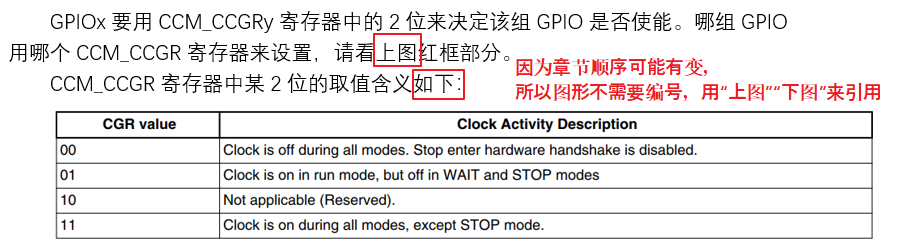 GPIOx 要用 CCM_CCGRy 寄存器中的 2 位来决定该组 GPIO 是否使能。哪组 GPIO
用哪个 CCM_CCGR 寄存器来设置，请看上图红框部分。
CCM_CCGR 寄存器中某 2 位的取值含义如下:
因为章节顺序可能有变，
所以图形不需要编号，用“上图”“下图”来引用
CGR value Clock Activity Description
00 Clock is off during all modes. Stop enter hardware handshake is disabled.
01 Clock is on in run mode, but off in WAIT and STOP modes
10 Not applicable (Reserved).
11 Clock is on during all modes, except STOP mode.